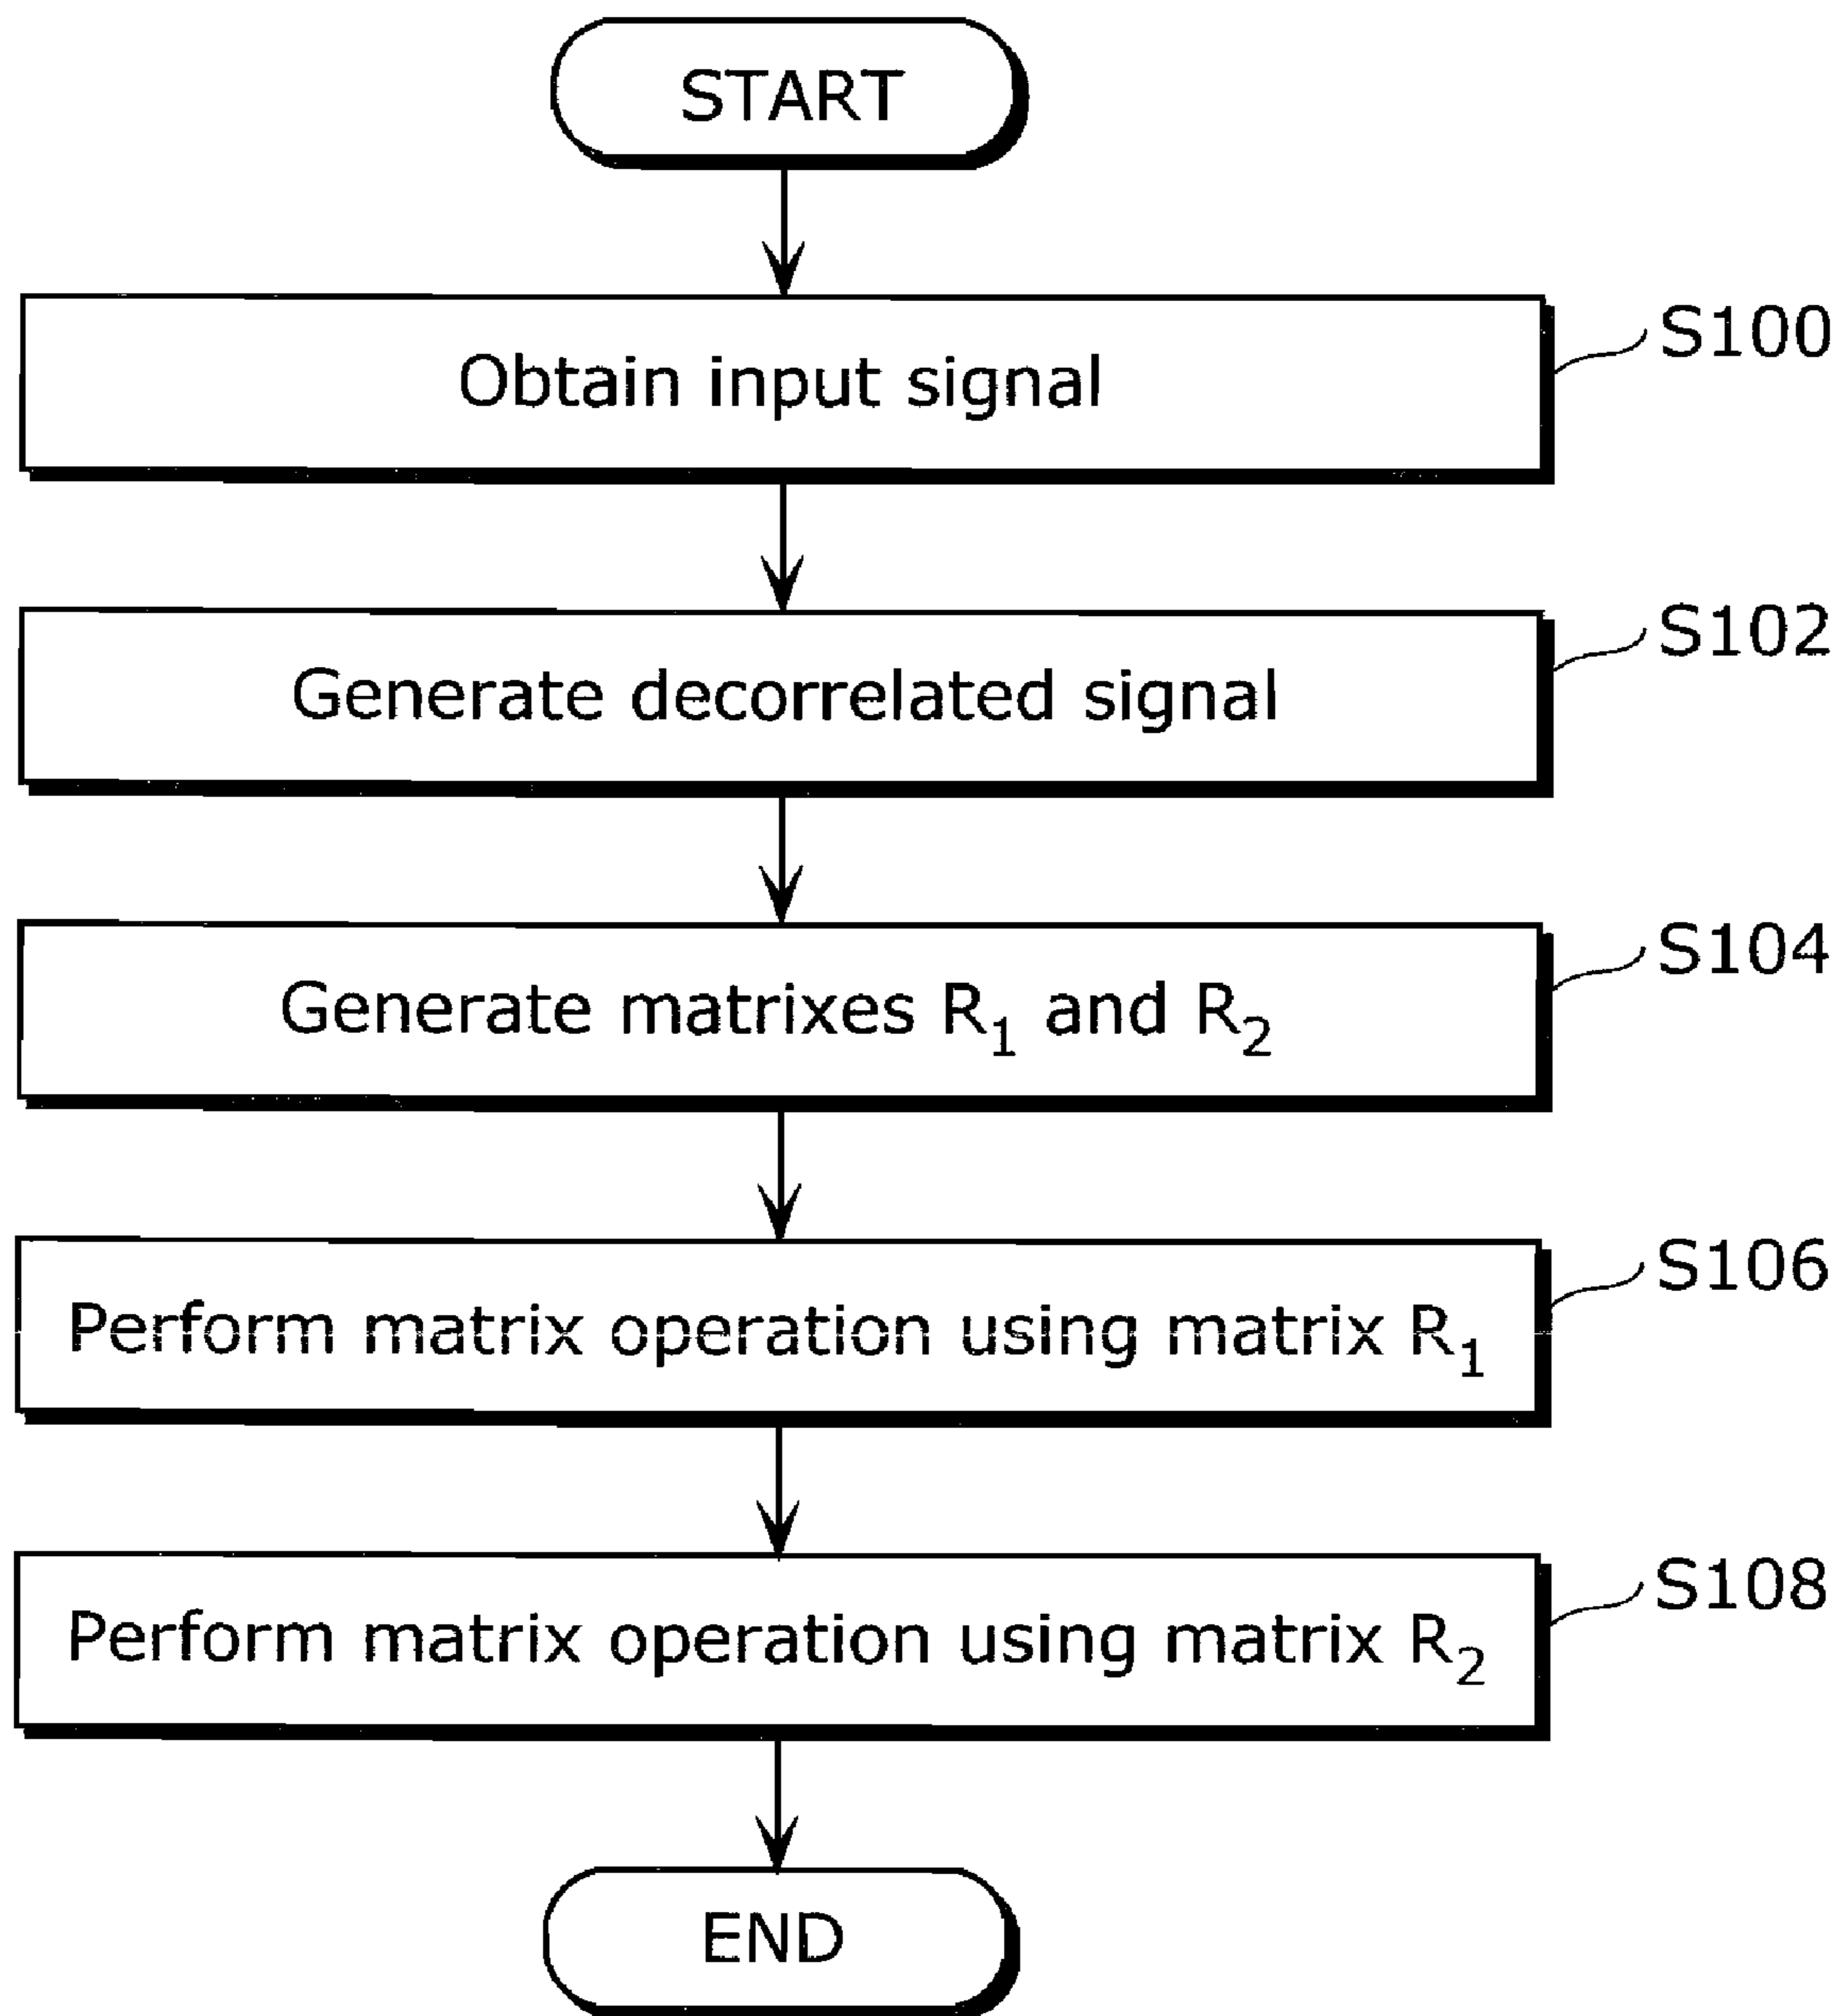 START
Obtain input signal
S100
Generate decorrelated signal
S102
Generate matrixes R₁ and R₂
S104
Perform matrix operation using matrix R₁
S106
Perform matrix operation using matrix R₂
S108
END